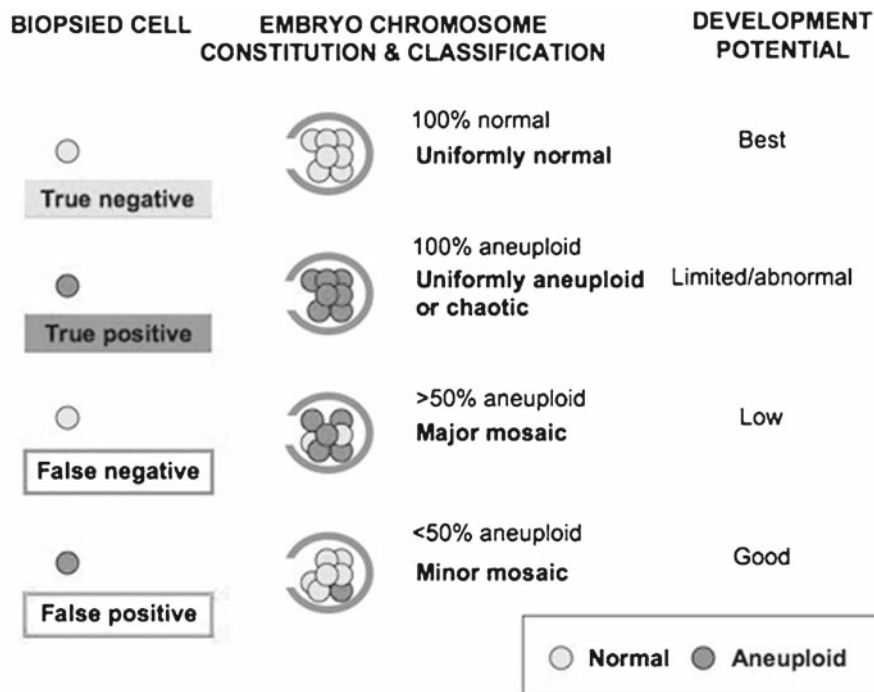 BIOPSIED CELL
EMBRYO CHROMOSOME
CONSTITUTION & CLASSIFICATION
DEVELOPMENT
POTENTIAL
100% normal
Uniformly normal
Best
True negative
100% aneuploid
Uniformly aneuploid
or chaotic
Limited/abnormal
True positive
>50% aneuploid
Major mosaic
Low
False negative
<50% aneuploid
Minor mosaic
Good
False positive
Normal
Aneuploid